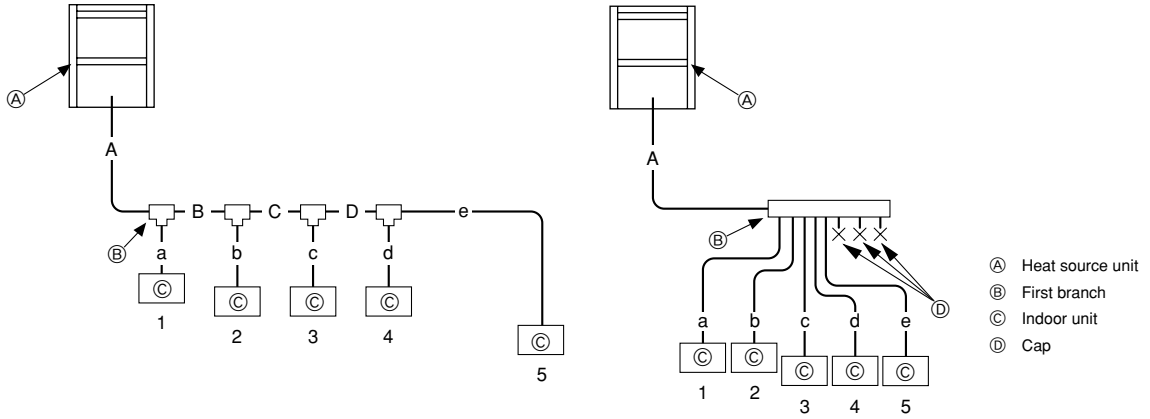 Ⓐ
A
B C D e
Ⓑ
a b c d
Ⓒ Ⓒ Ⓒ Ⓒ
1 2 3 4
Ⓒ
5
Ⓐ
A
Ⓑ
Ⓓ
a b c d e
Ⓒ Ⓒ Ⓒ Ⓒ Ⓒ
1 2 3 4 5
Ⓐ Heat source unit
Ⓑ First branch
Ⓒ Indoor unit
Ⓓ Cap